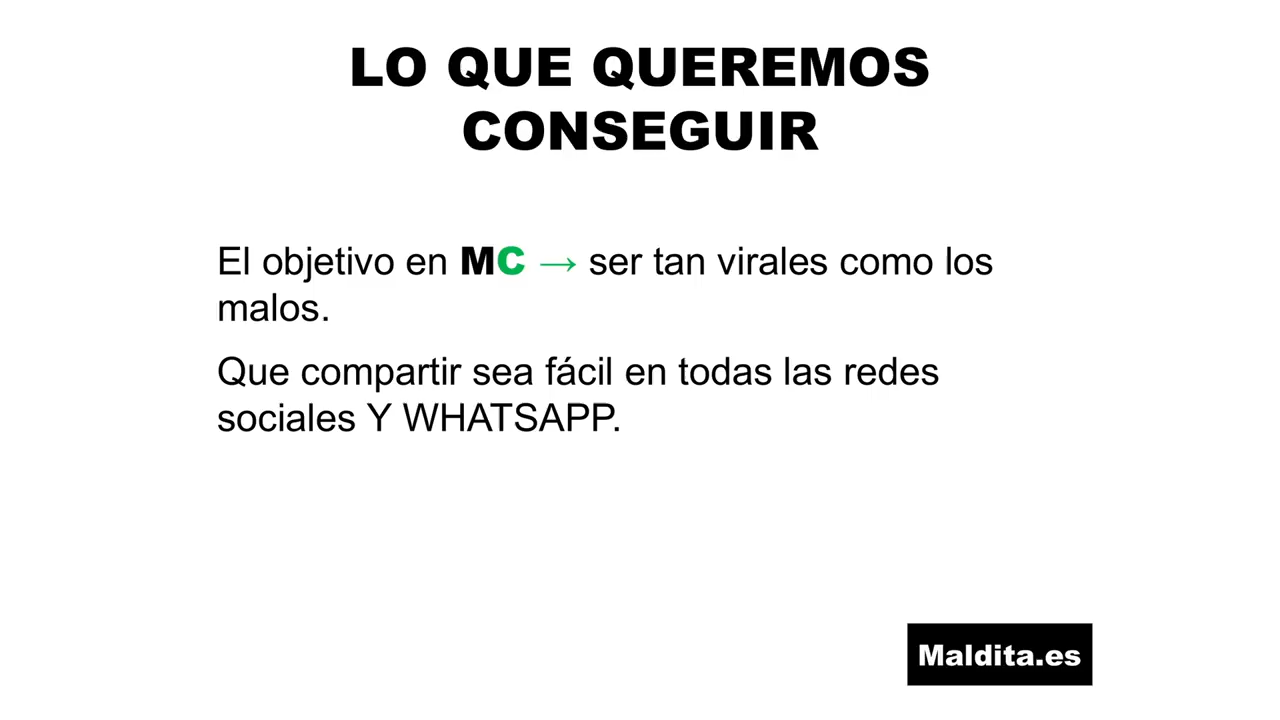 LO QUE QUEREMOS
CONSEGUIR
El objetivo en MC → ser tan virales como los
malos.
Que compartir sea fácil en todas las redes
sociales Y WHATSAPP.
Maldita.es